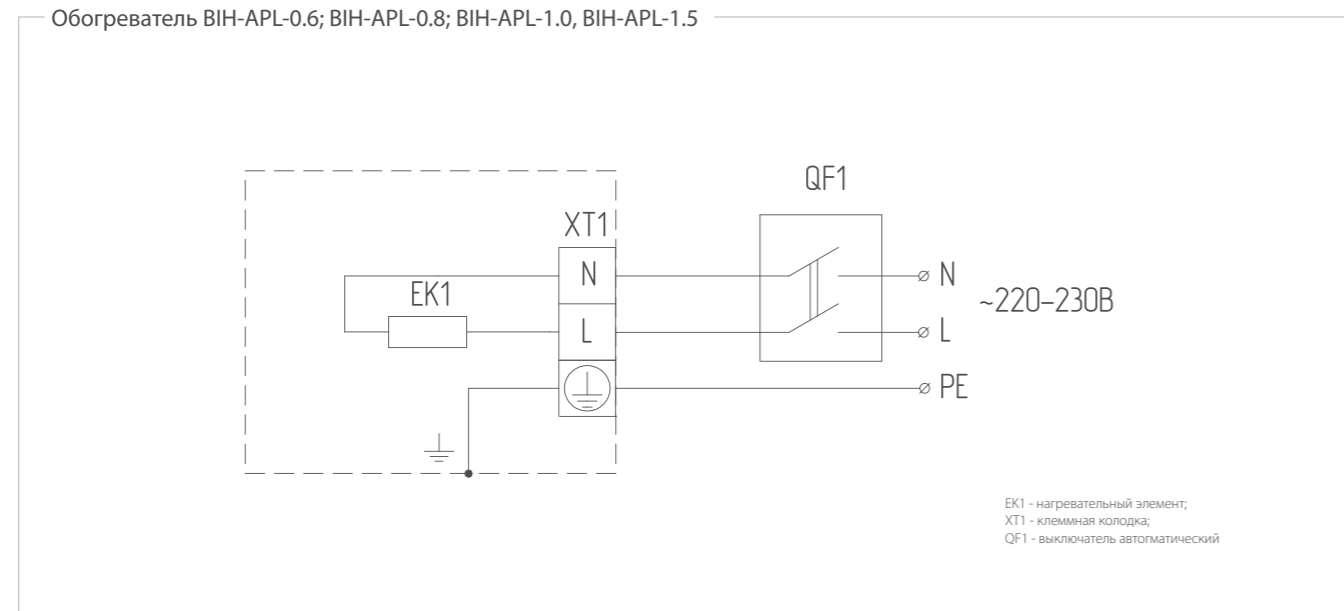 Обогреватель BIH-APL-0.6; BIH-APL-0.8; BIH-APL-1.0, BIH-APL-1.5
QF1
XT1
N
N
EK1
~220-230В
L
L
PE
EK1 - нагревательный элемент;
XT1 - клеммная колодка;
QF1 - выключатель автогматический